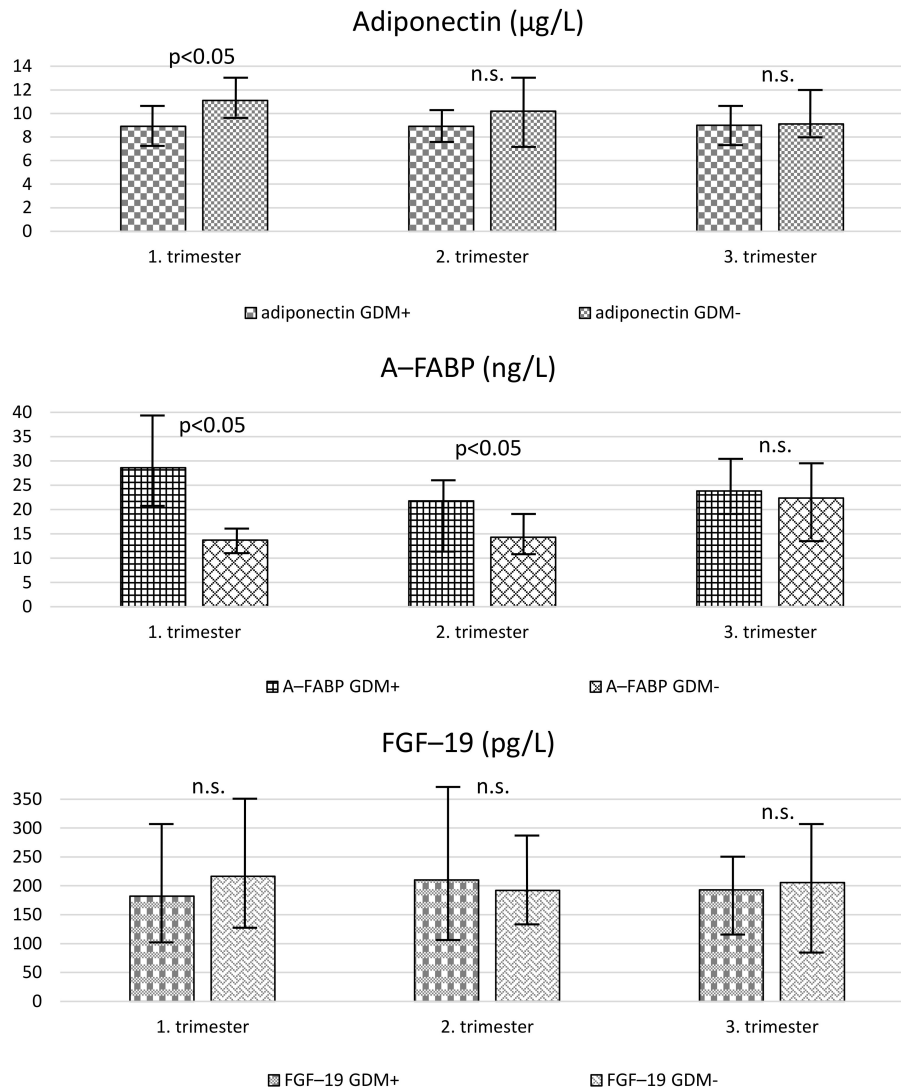 Adiponectin (µg/L)
p<0.05
n.s.
n.s.
14
12
10
8
6
4
2
0
1. trimester
2. trimester
3. trimester
adiponectin GDM+
adiponectin GDM-
A–FABP (ng/L)
p<0.05
p<0.05
n.s.
40
35
30
25
20
15
10
5
0
1. trimester
2. trimester
3. trimester
A–FABP GDM+
A–FABP GDM-
FGF–19 (pg/L)
n.s.
n.s.
n.s.
350
300
250
200
150
100
50
0
1. trimester
2. trimester
3. trimester
FGF–19 GDM+
FGF–19 GDM-